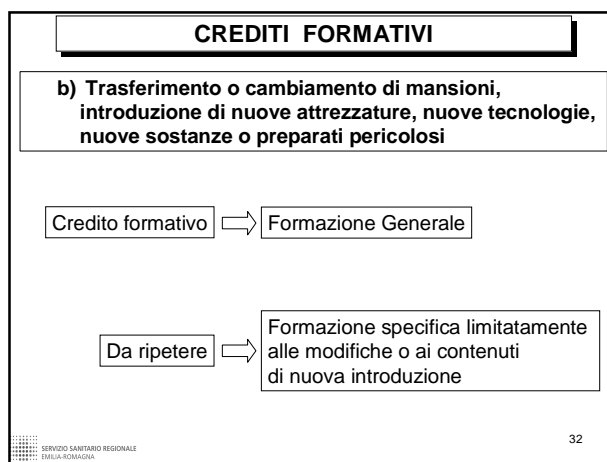 CREDITI FORMATIVI
b) Trasferimento o cambiamento di mansioni,
introduzione di nuove attrezzature, nuove tecnologie,
nuove sostanze o preparati pericolosi
Credito formativo
Formazione Generale
Da ripetere
Formazione specifica limitatamente
alle modifiche o ai contenuti
di nuova introduzione
SERVIZIO SANITARIO REGIONALE
EMILIA-ROMAGNA
32